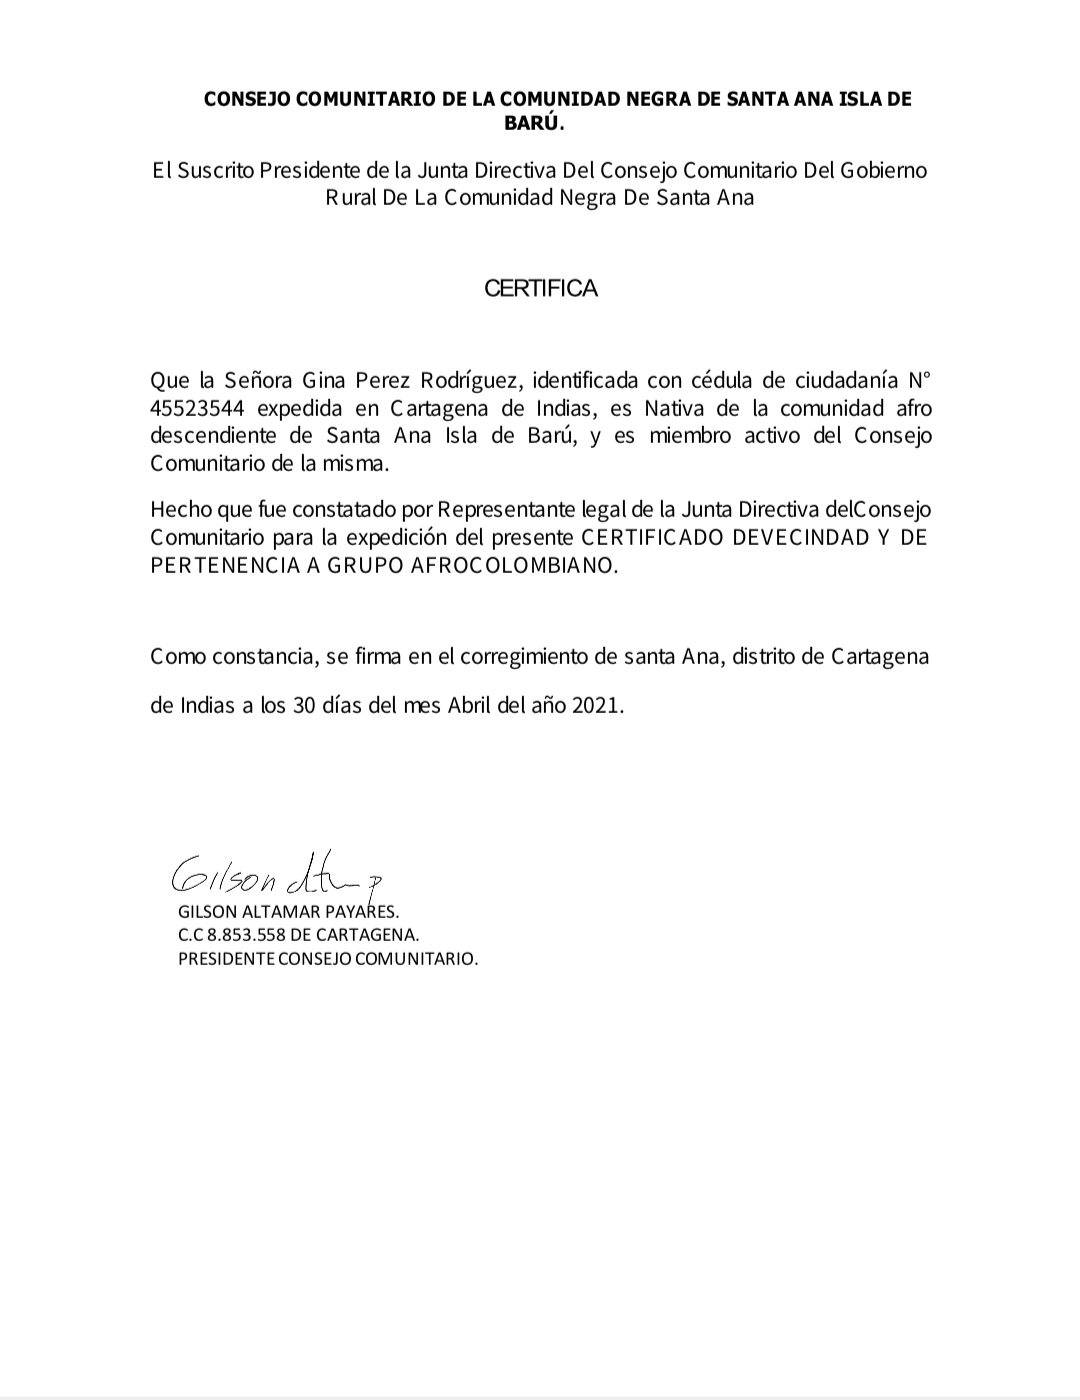 CONSEJO COMUNITARIO DE LA COMUNIDAD NEGRA DE SANTA ANA ISLA DE
BARÚ.
El Suscrito Presidente de la Junta Directiva Del Consejo Comunitario Del Gobierno
Rural De La Comunidad Negra De Santa Ana
CERTIFICA
Que la Señora Gina Perez Rodríguez, identificada con cédula de ciudadanía N°
45523544 expedida en Cartagena de Indias, es Nativa de la comunidad afro
descendiente de Santa Ana Isla de Barú, y es miembro activo del Consejo
Comunitario de la misma.
Hecho que fue constatado por Representante legal de la Junta Directiva delConsejo
Comunitario para la expedición del presente CERTIFICADO DEVECINDAD Y DE
PERTENENCIA A GRUPO AFROCOLOMBIANO.
Como constancia, se firma en el corregimiento de santa Ana, distrito de Cartagena
de Indias a los 30 días del mes Abril del año 2021.
Gilson
GILSON ALTAMAR PAYARES.
C.C 8.853.558 DE CARTAGENA.
PRESIDENTE CONSEJO COMUNITARIO.